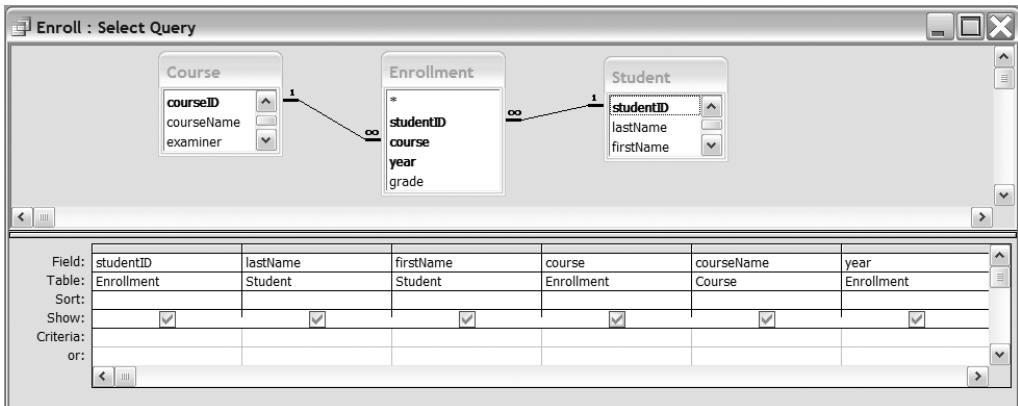 Enroll : Select Query
Course
courseID
courseName
examiner
1
∞
Enrollment
*
studentID
course
year
grade
∞
1
Student
studentID
lastName
firstName
Field: studentID lastName firstName course courseName year
Table: Enrollment Student Student Enrollment Course Enrollment
Sort:
Show:
Criteria:
or: